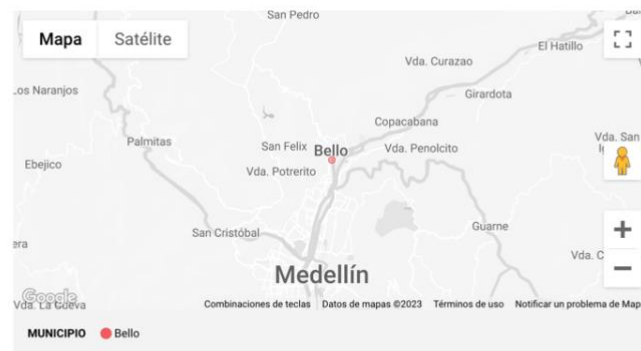 San Pedro
Mapa Satélite
El Hatillo
Vda. Curazao
Los Naranjos
Girardota
Copacabana
Palmitas
San Felix
Bello
Vda. Penolcito
Vda. San
Ebejico
Vda. Potrerito
Guarne
San Cristóbal
era
Vda. C
Medellín
Google
Vda. La Cueva
Combinaciones de teclas Datos de mapas ©2023 Términos de uso Notificar un problema de Map
MUNICIPIO Bello